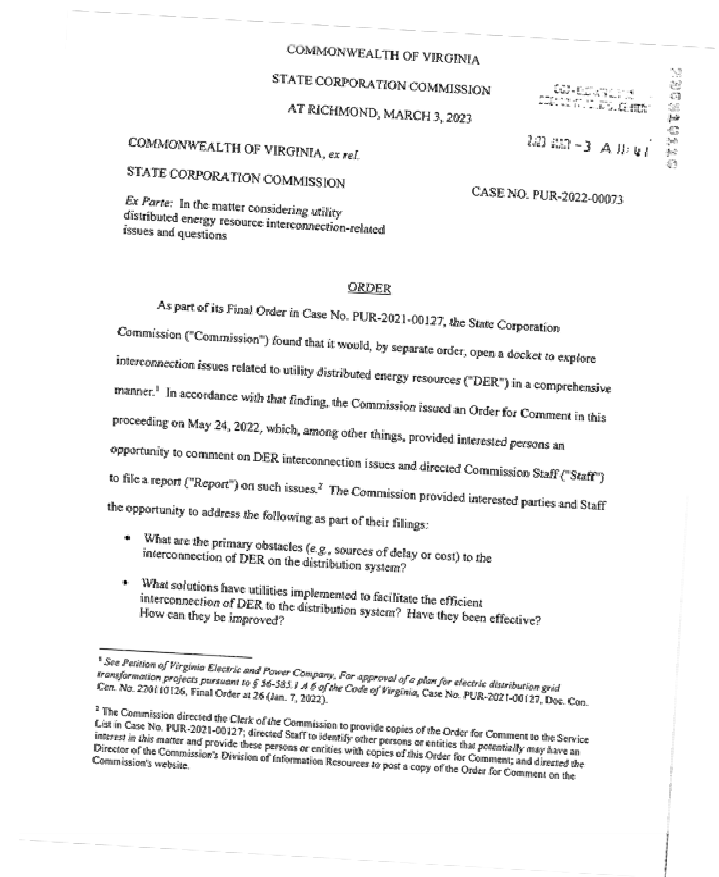 COMMONWEALTH OF VIRGINIA
STATE CORPORATION COMMISSION
AT RICHMOND, MARCH 3, 2023
-3 A 11:41
COMMONWEALTH OF VIRGINIA, ex rel.
STATE CORPORATION COMMISSION
CASE NO. PUR-2022-00073
Ex Parte: In the matter considering utility
distributed energy resource interconnection-related
issues and questions
ORDER
As part of its Final Order in Case No. PUR-2021-00127, the State Corporation
Commission ("Commission") found that it would, by separate order, open a docket to explore
interconnection issues related to utility distributed energy resources ("DER") in a comprehensive
manner.1 In accordance with that finding, the Commission issued an Order for Comment in this
proceeding on May 24, 2022, which, among other things, provided interested persons an
opportunity to comment on DER interconnection issues and directed Commission Staff ("Staff")
to file a report ("Report") on such issues.2 The Commission provided interested parties and Staff
the opportunity to address the following as part of their filings:
• What are the primary obstacles (e.g., sources of delay or cost) to the
interconnection of DER on the distribution system?
• What solutions have utilities implemented to facilitate the efficient
interconnection of DER to the distribution system? Have they been effective?
How can they be improved?
1 See Petition of Virginia Electric and Power Company, For approval of a plan for electric distribution grid
transformation projects pursuant to § 56-585.1 A 6 of the Code of Virginia, Case No. PUR-2021-00127, Doc. Con.
Cen. No. 220110126, Final Order at 26 (Jan. 7, 2022).
2 The Commission directed the Clerk of the Commission to provide copies of the Order for Comment to the Service
List in Case No. PUR-2021-00127; directed Staff to identify other persons or entities that potentially may have an
interest in this matter and provide these persons or entities with copies of this Order for Comment; and directed the
Director of the Commission's Division of Information Resources to post a copy of the Order for Comment on the
Commission's website.